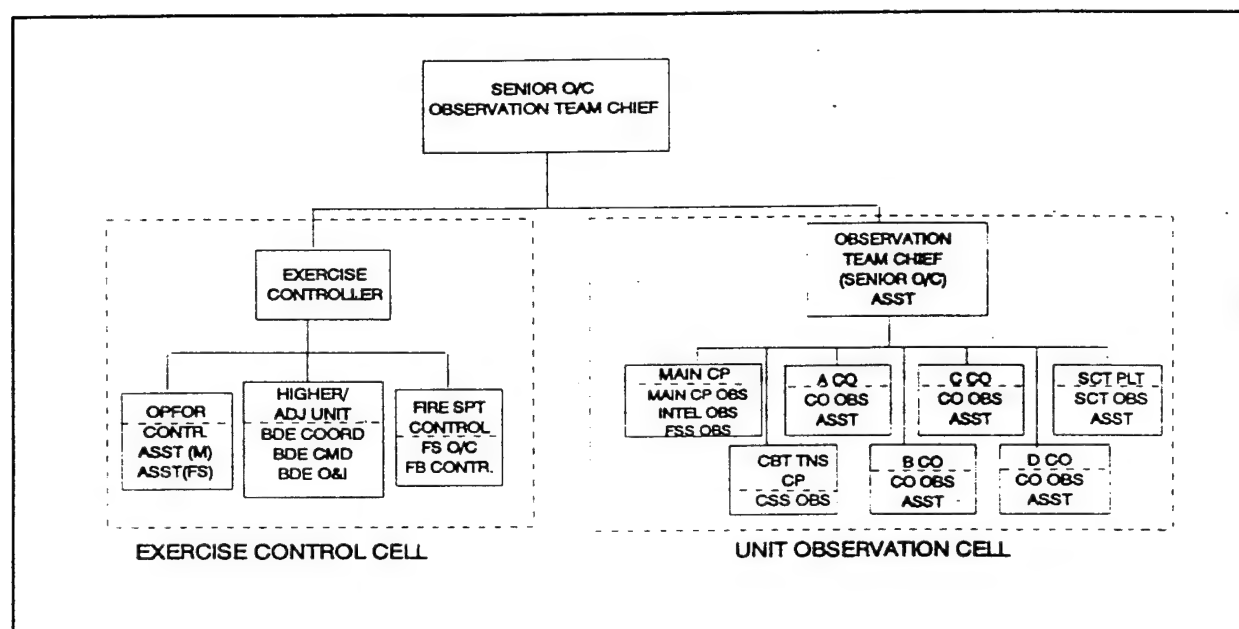 SENIOR O/C
OBSERVATION TEAM CHIEF
EXERCISE
CONTROLLER
OPFOR
CONTR.
ASST (M)
ASST(FS)
HIGHER/
ADJ UNIT
BDE COORD
BDE CMD
BDE O&I
FIRE SPT
CONTROL
FS O/C
FB CONTR.
EXERCISE CONTROL CELL
OBSERVATION
TEAM CHIEF
(SENIOR O/C)
ASST
MAIN CP
MAIN CP OBS
INTEL OBS
FSS OBS
CBT TNS
CP
CSS OBS
A CO
CO OBS
ASST
B CO
CO OBS
ASST
C CO
CO OBS
ASST
D CO
CO OBS
ASST
SCT PLT
SCT OBS
ASST
UNIT OBSERVATION CELL